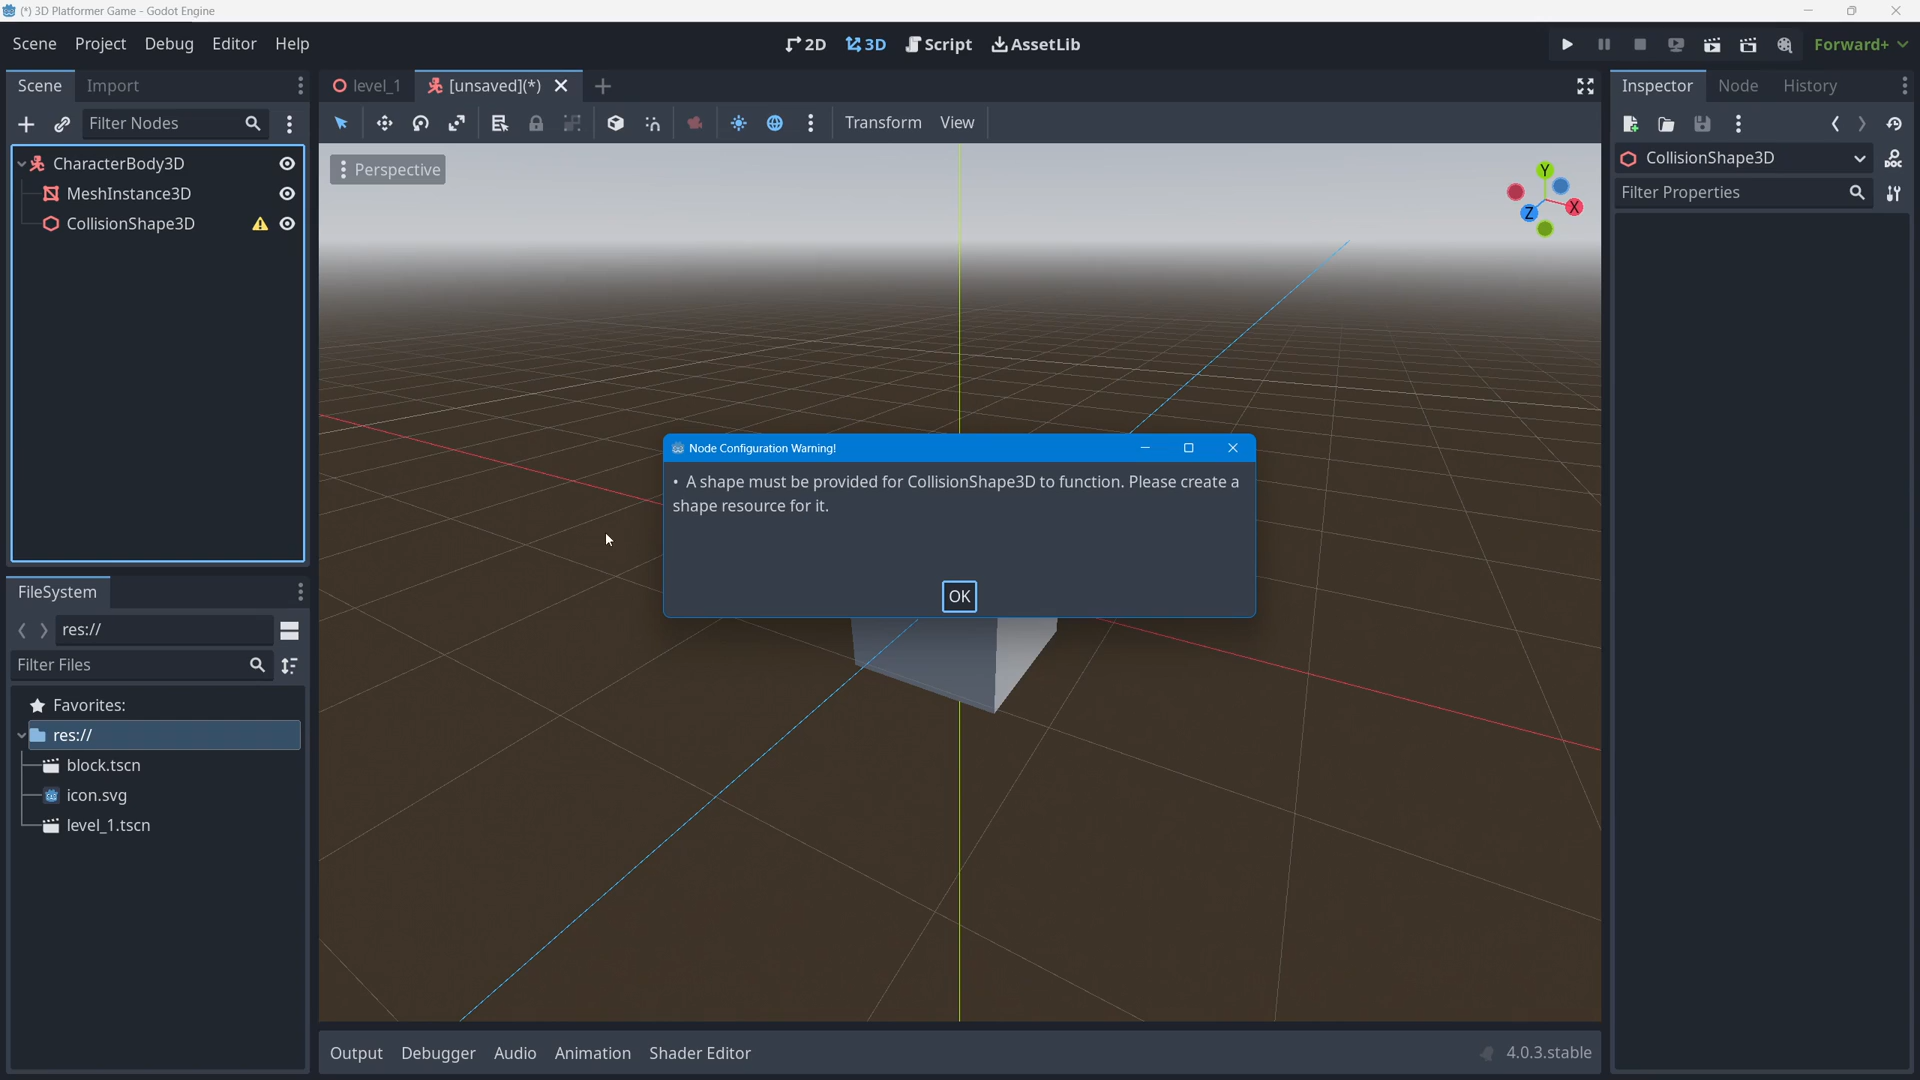 (*) 3D Platformer Game - Godot Engine
Scene Project Debug Editor Help
2D 3D Script AssetLib
Forward+
Scene Import
level_1 [unsaved](*)
Inspector Node History
Filter Nodes
Transform View
CharacterBody3D
MeshInstance3D
CollisionShape3D
Perspective
Y
X
Z
CollisionShape3D
DOC
Filter Properties
Node Configuration Warning!
• A shape must be provided for CollisionShape3D to function. Please create a
shape resource for it.
OK
FileSystem
res://
Filter Files
Favorites:
res://
block.tscn
icon.svg
level_1.tscn
Output Debugger Audio Animation Shader Editor
4.0.3.stable